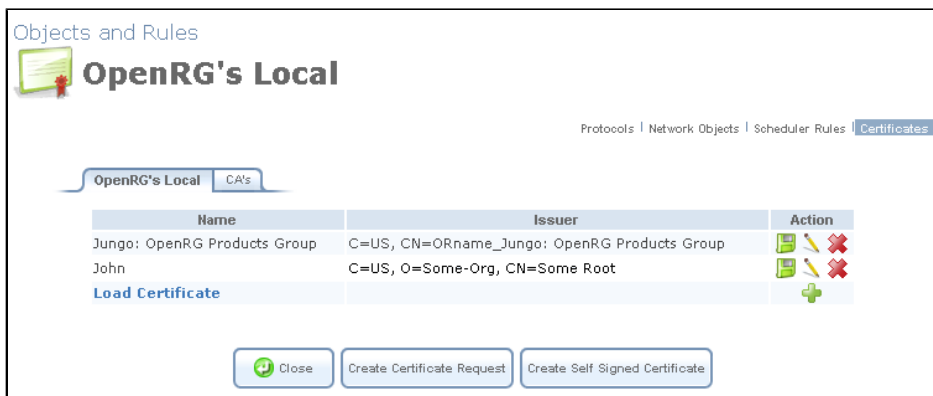 Objects and Rules
OpenRG's Local
Protocols | Network Objects | Scheduler Rules | Certificates
OpenRG's Local CA's
Name Issuer Action
Jungo: OpenRG Products Group C=US, CN=ORname_Jungo: OpenRG Products Group
John C=US, O=Some-Org, CN=Some Root
Load Certificate
Close Create Certificate Request Create Self Signed Certificate